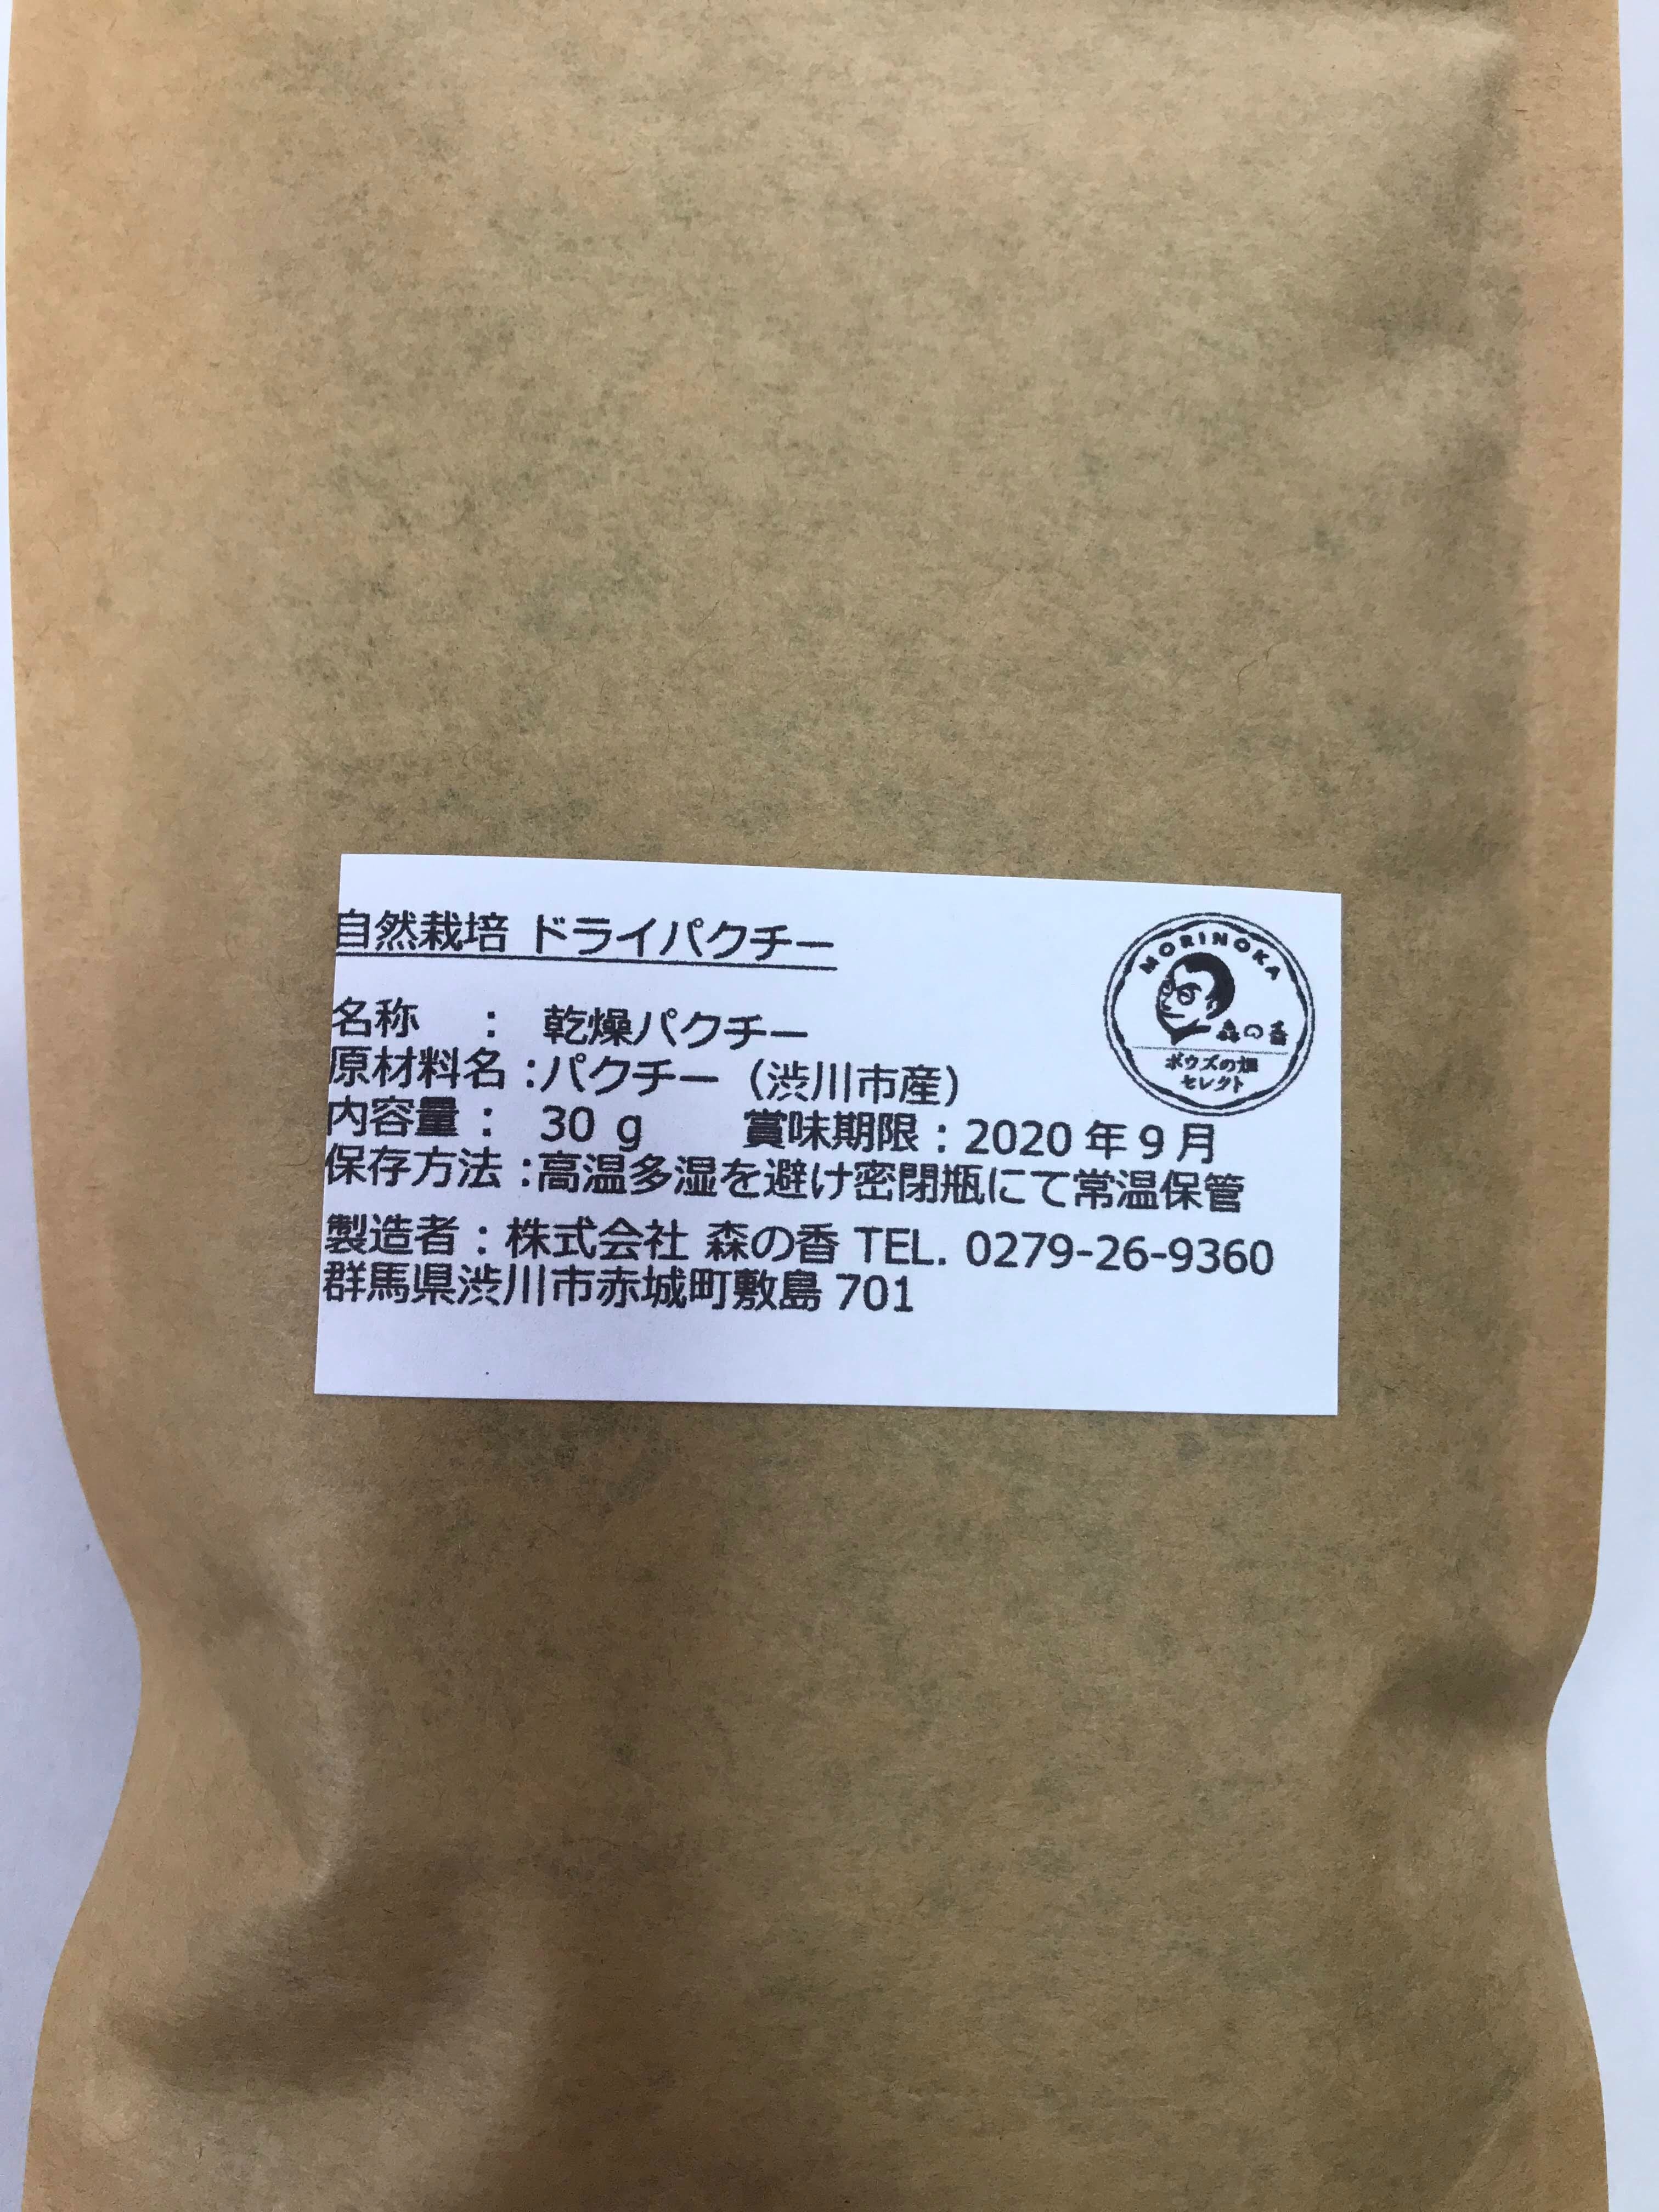 自然栽培 ドライパクチー
MORINOKA
森の香
ボウズの畑
セレクト
名称 : 乾燥パクチー
原材料名:パクチー（渋川市産）
内容量: 30 g 賞味期限:2020年9月
保存方法:高温多湿を避け密閉瓶にて常温保管
製造者:株式会社 森の香 TEL. 0279-26-9360
群馬県渋川市赤城町敷島 701